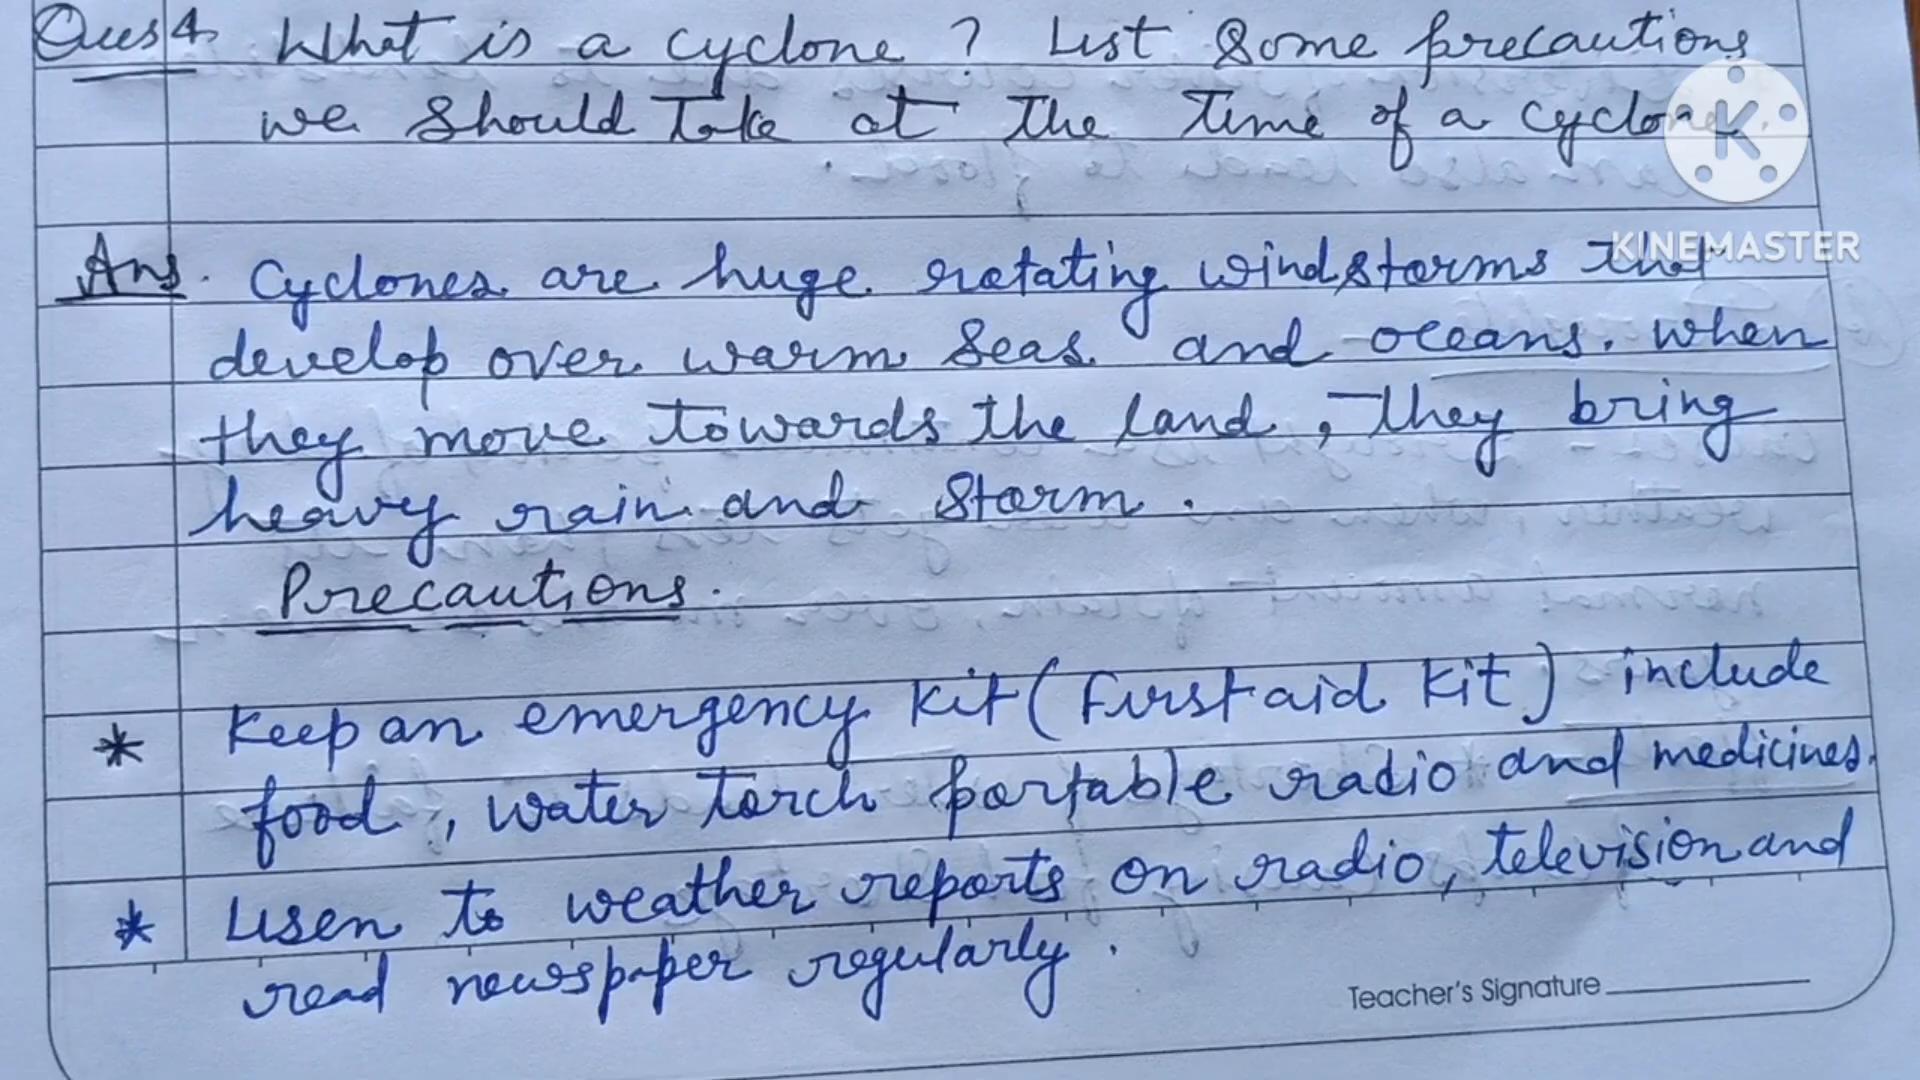 Ques 4. What is a cyclone ? List some precautions
we should take at the time of a cyclone.
Ans. Cyclones are huge rotating windstorms that
develop over warm seas and oceans. when
they move towards the land, they bring
heavy rain and storm.
Precautions.
* Keep an emergency kit (First aid kit) include
food, water torch portable radio and medicines.
* Lisen to weather reports on radio, television and
read newspaper regularly.
Teacher's Signature
K
KINEMASTER